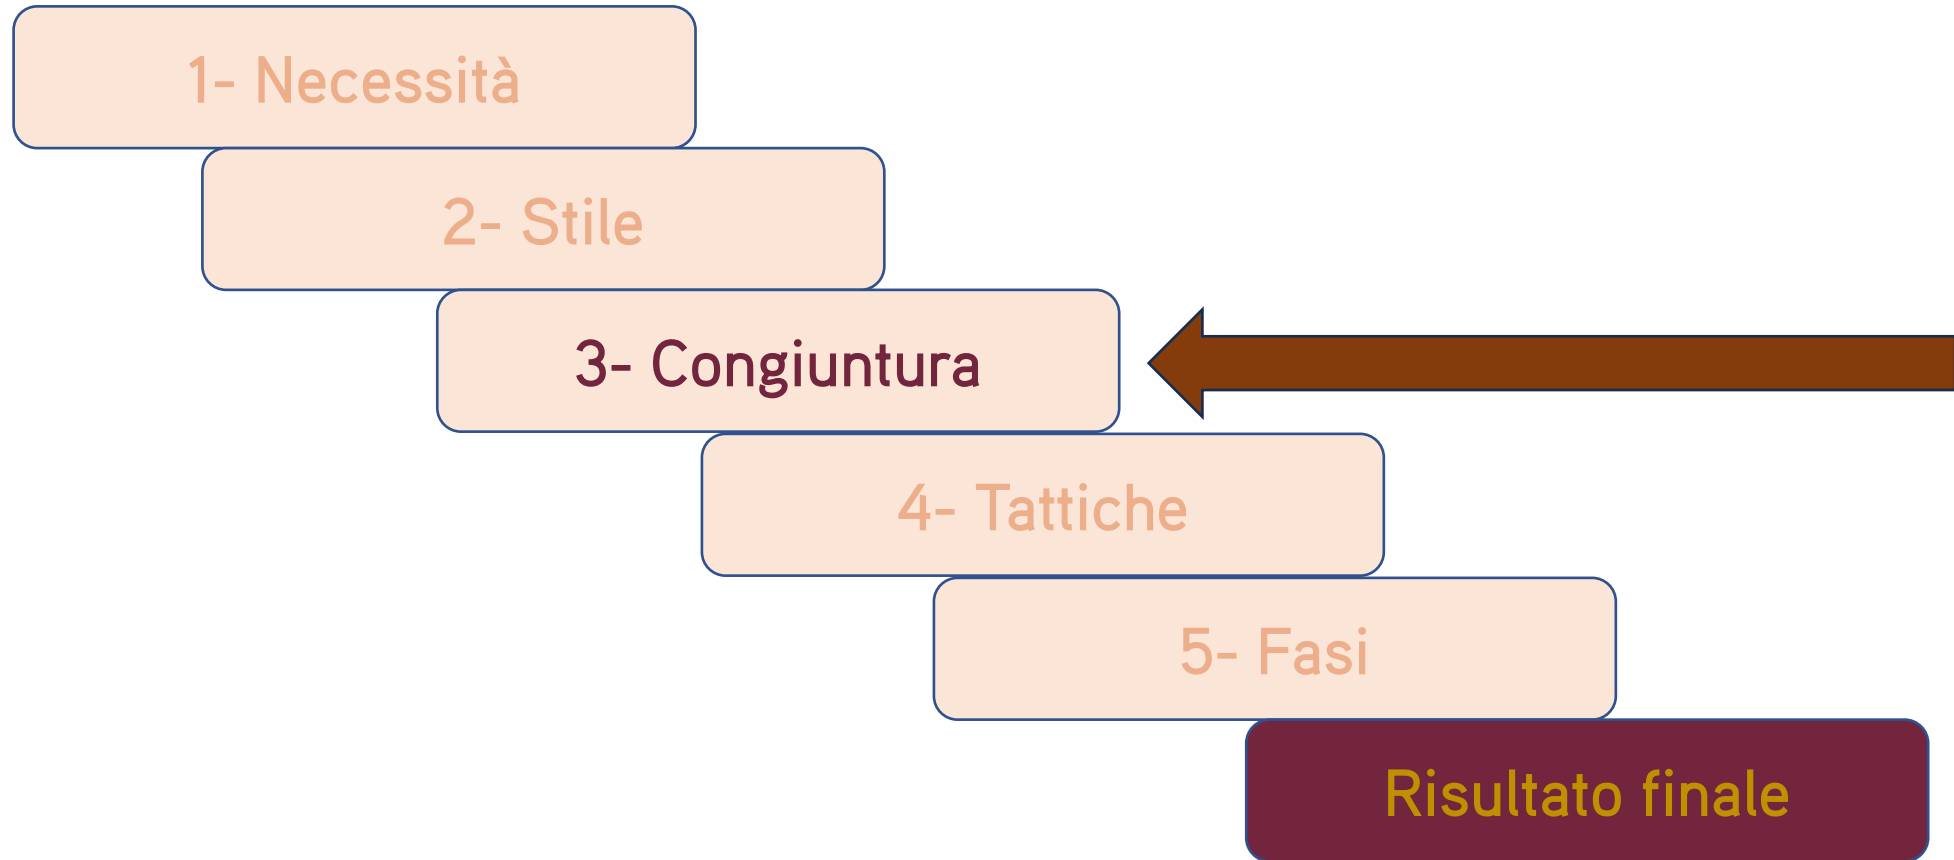 1- Necessità
2- Stile
3- Congiuntura
4- Tattiche
5- Fasi
Risultato finale